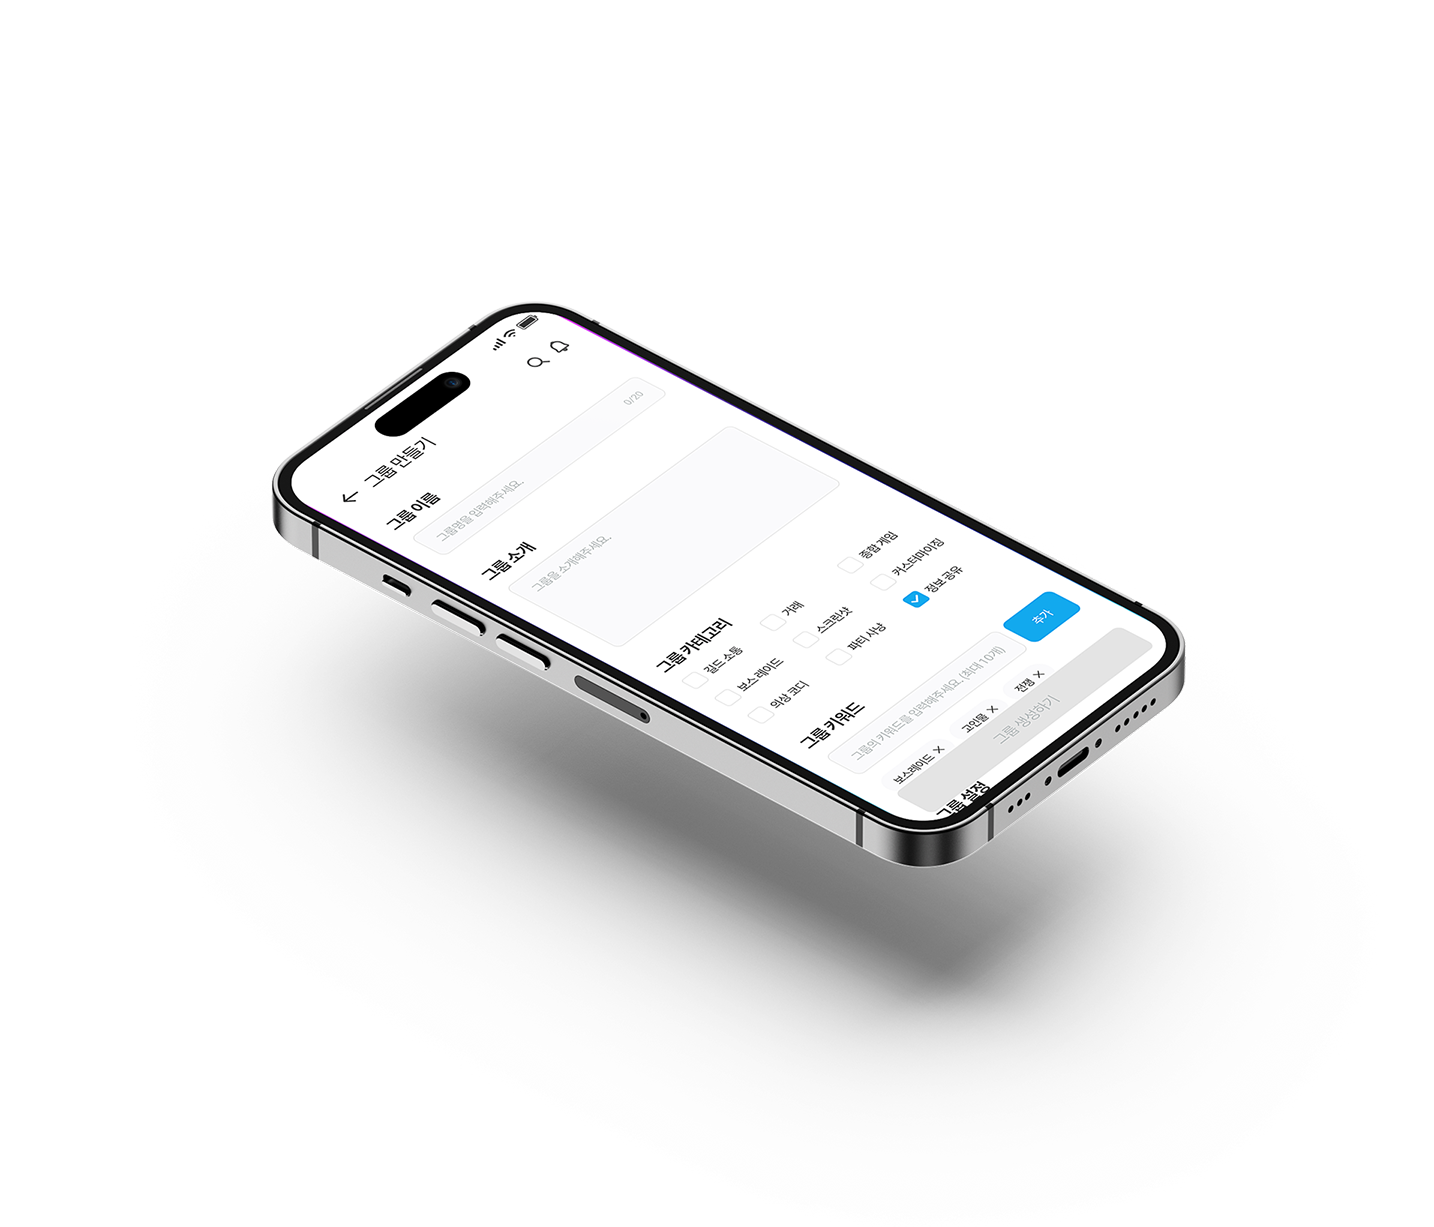 그룹 만들기
그룹 이름
그룹명을 입력해주세요.
0/20
그룹 소개
그룹을 소개해주세요.
그룹 카테고리
길드 소통
거래
종합 게임
보스 레이드
스크린샷
커스터마이징
의상 코디
파티 사냥
정보 공유
그룹 키워드
그룹의 키워드를 입력해주세요. (최대 10개)
추가
보스레이드
고인물
전쟁
그룹 생성하기
그룹 설정